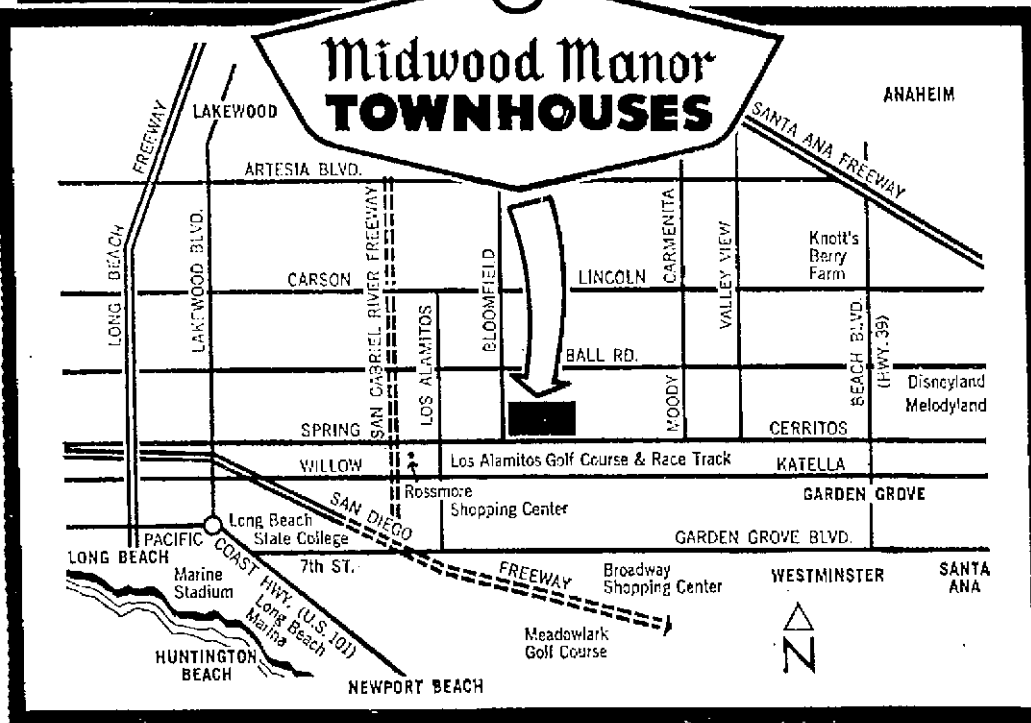 Midwood Manor
TOWNHOUSES
ANAHEIM
LAKEWOOD
FREEWAY
SANTA ANA FREEWAY
ARTESIA BLVD.
LONG BEACH
LAKEWOOD BLVD.
SAN GABRIEL RIVER FREEWAY
BLOOMFIELD
CARMENITA
VALLEY VIEW
Knott's
Berry
Farm
CARSON
LINCOLN
LOS ALAMITOS
BALL RD.
MOODY
BEACH BLVD.
(HWY. 39)
Disneyland
Melodyland
SPRING
CERRITOS
WILLOW
Los Alamitos Golf Course & Race Track
KATELLA
Rossmore
Shopping Center
GARDEN GROVE
SAN DIEGO
FREEWAY
Long Beach
State College
PACIFIC
COAST HWY. (U.S. 101)
LONG BEACH
7th ST.
GARDEN GROVE BLVD.
Marine
Stadium
Long Beach
Marina
Broadway
Shopping Center
WESTMINSTER
SANTA
ANA
Meadowlark
Golf Course
N
HUNTINGTON
BEACH
NEWPORT BEACH